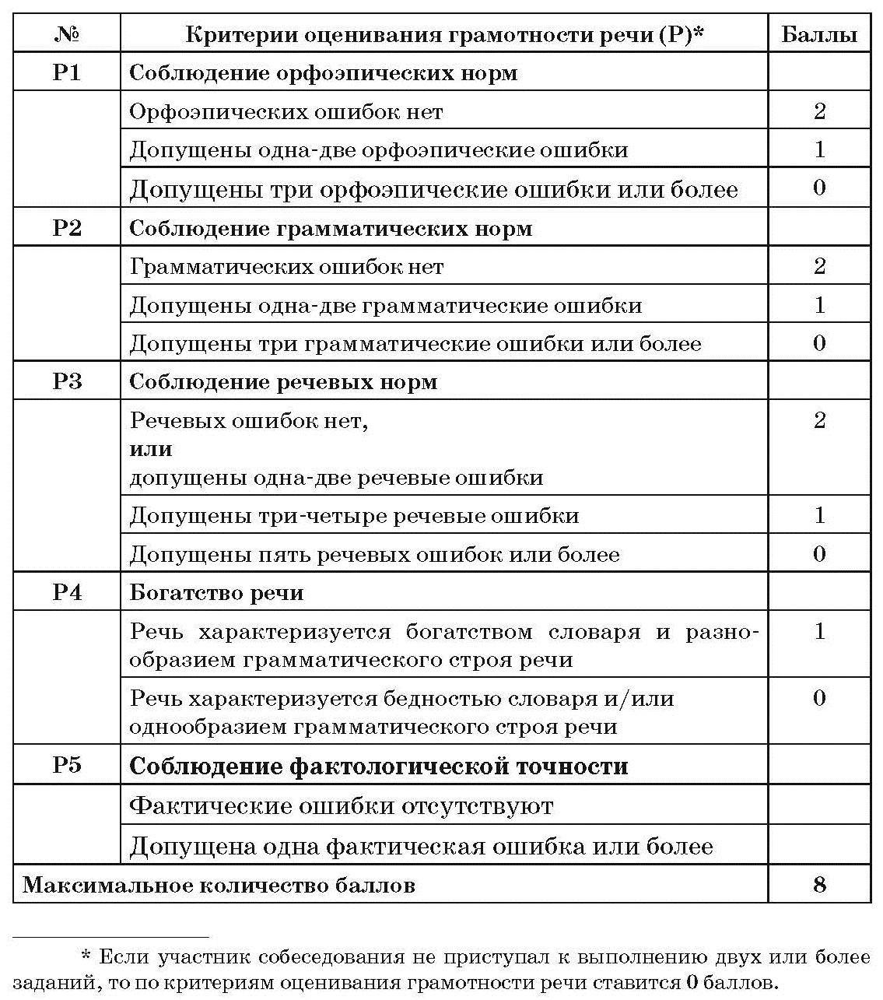 № Критерии оценивания грамотности речи (Р)* Баллы
Р1 Соблюдение орфоэпических норм
Орфоэпических ошибок нет 2
Допущены одна-две орфоэпические ошибки 1
Допущены три орфоэпические ошибки или более 0
Р2 Соблюдение грамматических норм
Грамматических ошибок нет 2
Допущены одна-две грамматические ошибки 1
Допущены три грамматические ошибки или более 0
Р3 Соблюдение речевых норм
Речевых ошибок нет, 2
или
допущены одна-две речевые ошибки
Допущены три-четыре речевые ошибки 1
Допущены пять речевых ошибок или более 0
Р4 Богатство речи
Речь характеризуется богатством словаря и разно- 1
образием грамматического строя речи
Речь характеризуется бедностью словаря и/или 0
однообразием грамматического строя речи
Р5 Соблюдение фактологической точности
Фактические ошибки отсутствуют
Допущена одна фактическая ошибка или более
Максимальное количество баллов 8
* Если участник собеседования не приступал к выполнению двух или более
заданий, то по критериям оценивания грамотности речи ставится 0 баллов.